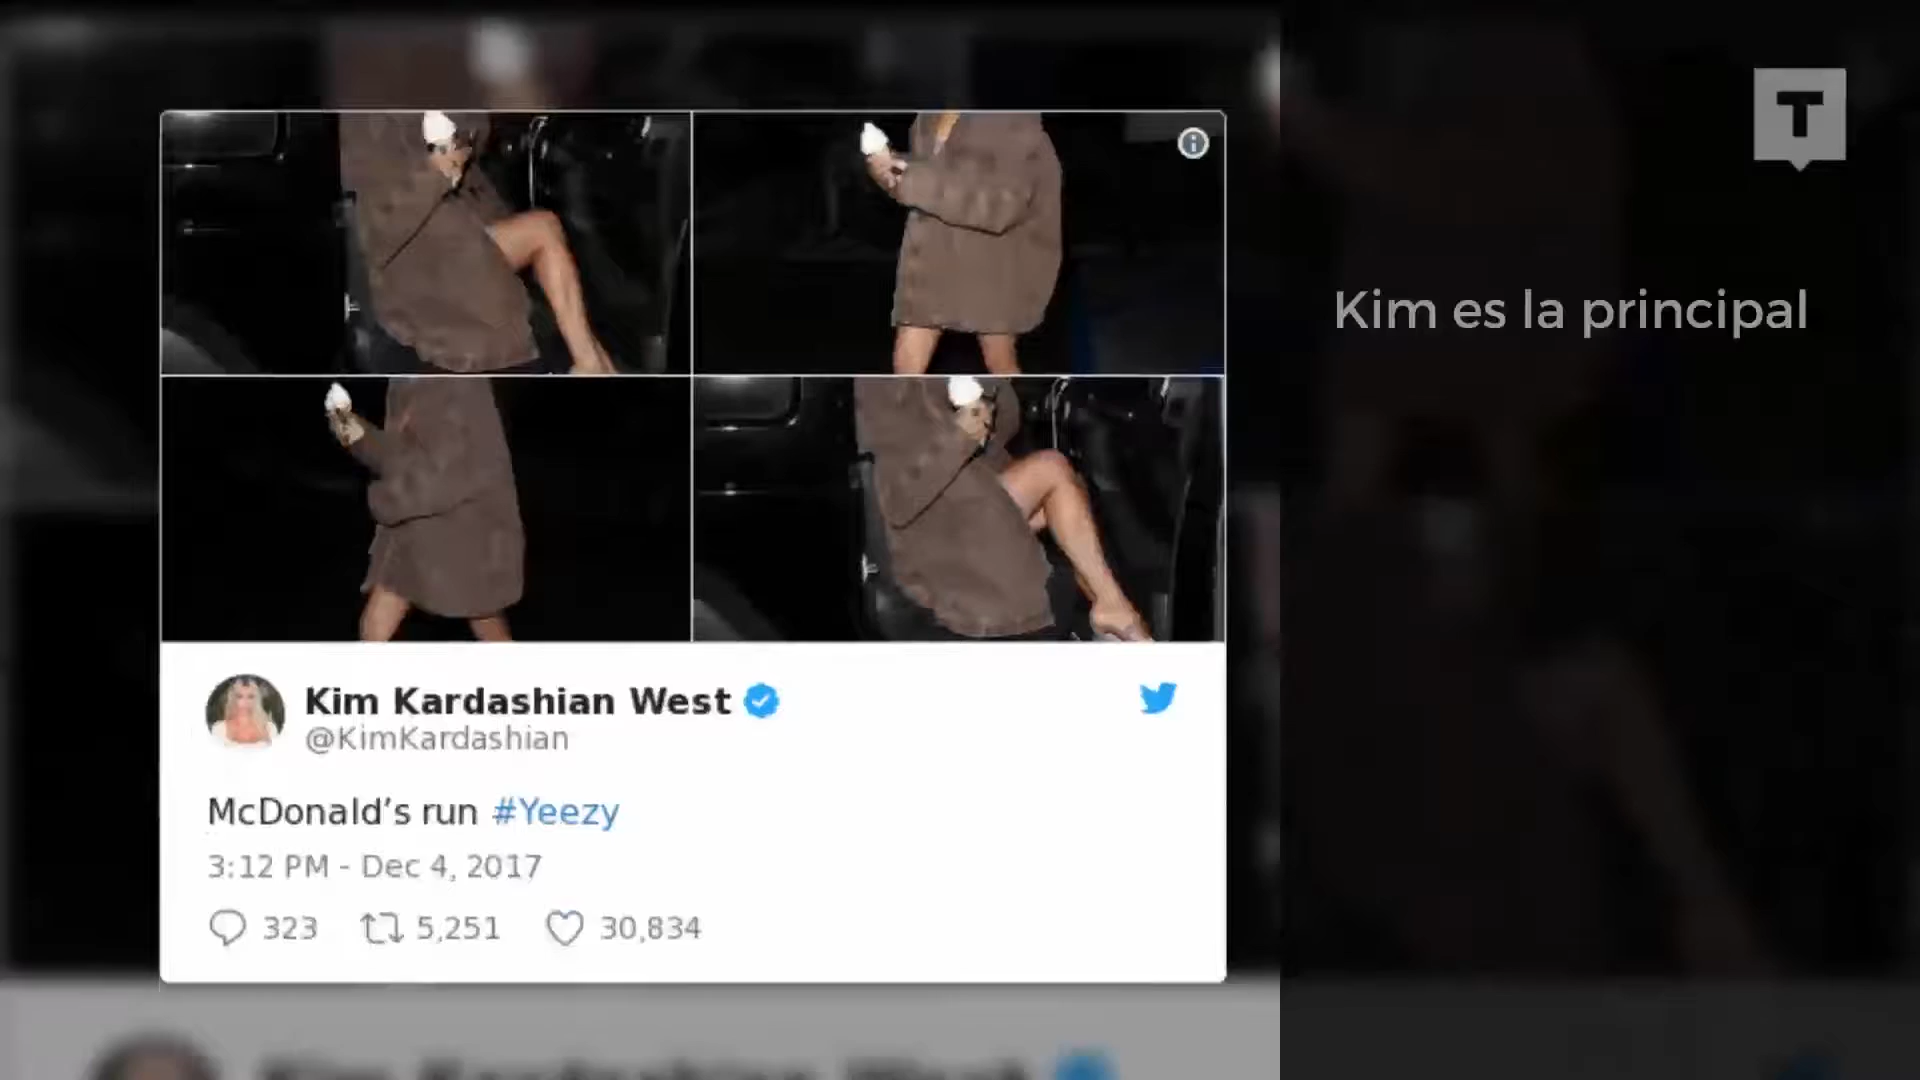 T
Kim es la principal
Kim Kardashian West
@KimKardashian
McDonald’s run #Yeezy
3:12 PM - Dec 4, 2017
323 5,251 30,834